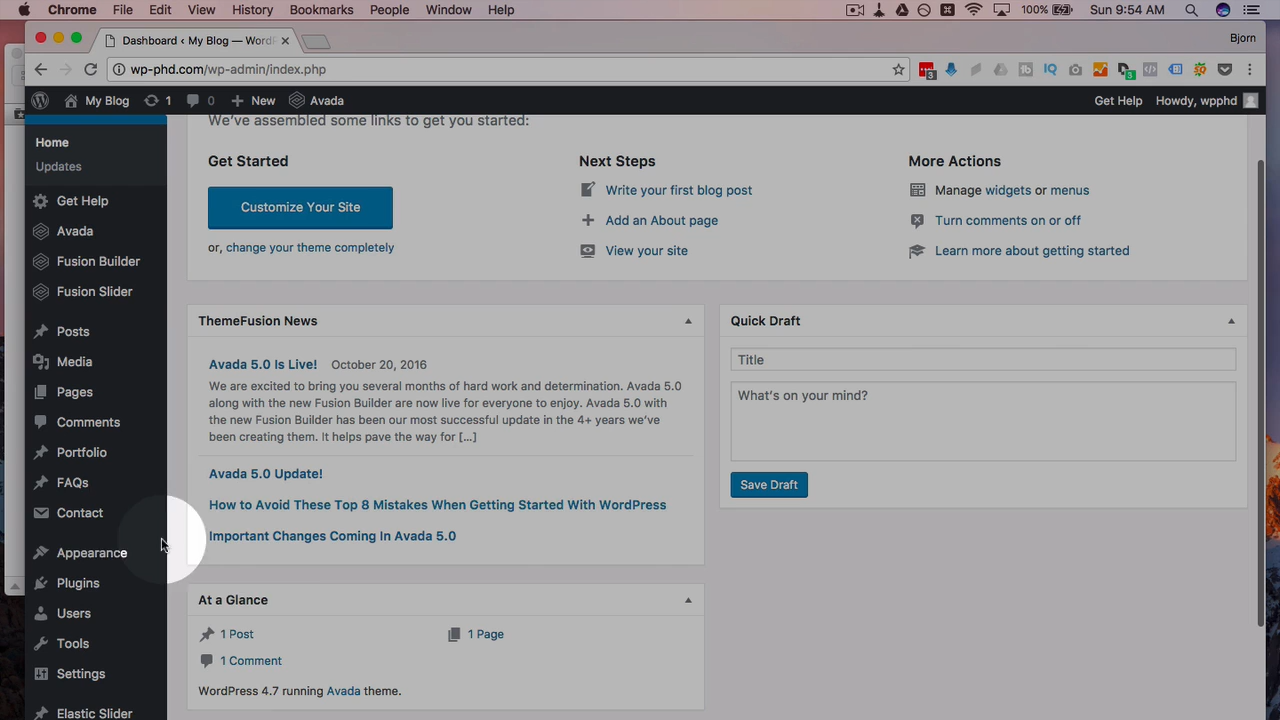 Chrome File Edit View History Bookmarks People Window Help 100% Sun 9:54 AM
Dashboard ‹ My Blog — WordP Bjorn
wp-phd.com/wp-admin/index.php
My Blog 1 0 New Avada Get Help Howdy, wpphd
Home
Updates
Get Help
Avada
Fusion Builder
Fusion Slider
Posts
Media
Pages
Comments
Portfolio
FAQs
Contact
Appearance
Plugins
Users
Tools
Settings
Elastic Slider
We've assembled some links to get you started:
Get Started
Customize Your Site
or, change your theme completely
Next Steps
Write your first blog post
Add an About page
View your site
More Actions
Manage widgets or menus
Turn comments on or off
Learn more about getting started
ThemeFusion News
Avada 5.0 Is Live! October 20, 2016
We are excited to bring you several months of hard work and determination. Avada 5.0
along with the new Fusion Builder are now live for everyone to enjoy. Avada 5.0 with
the new Fusion Builder has been our most successful update in the 4+ years we've
been creating them. It helps pave the way for […]
Avada 5.0 Update!
How to Avoid These Top 8 Mistakes When Getting Started With WordPress
Important Changes Coming In Avada 5.0
Quick Draft
Title
What's on your mind?
Save Draft
At a Glance
1 Post 1 Page
1 Comment
WordPress 4.7 running Avada theme.